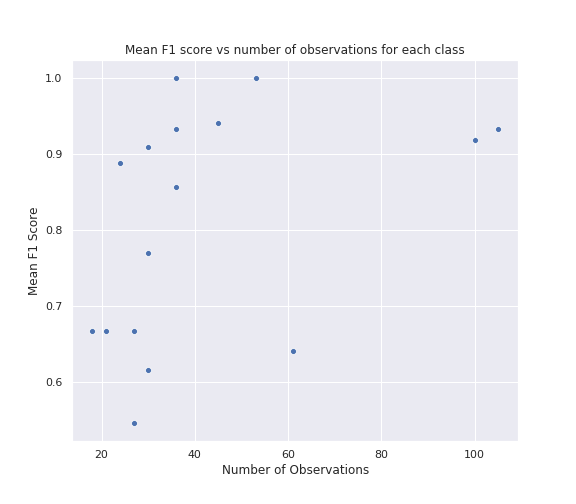 Mean F1 score vs number of observations for each class
1.0
0.9
0.8
0.7
0.6
Mean F1 Score
20 40 60 80 100
Number of Observations